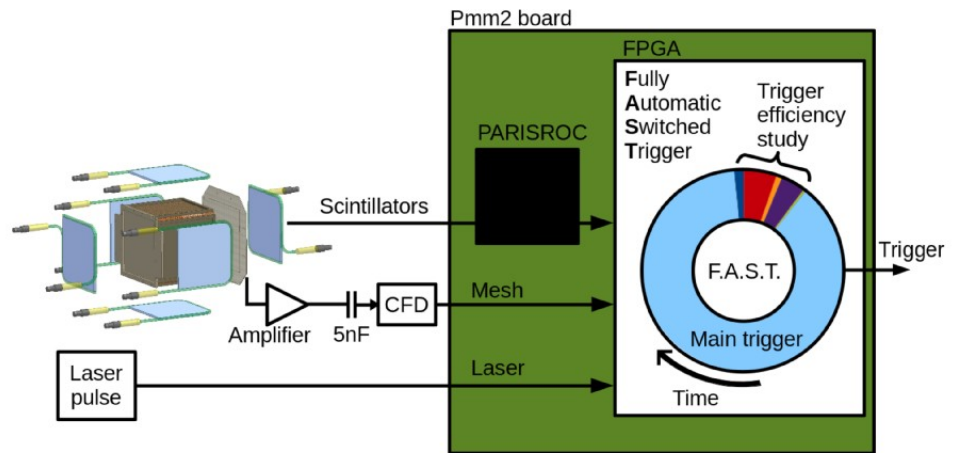 Pmm2 board
FPGA
Fully
Automatic
Switched
Trigger
Trigger
efficiency
study
PARISROC
Scintillators
F.A.S.T.
Trigger
Mesh
CFD
Amplifier
5nF
Main trigger
Laser
Laser
pulse
Time